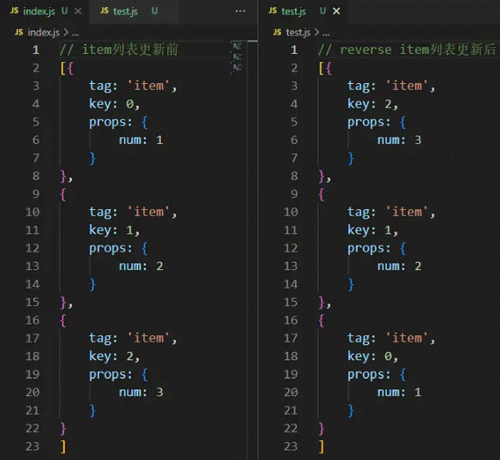 index.js U
test.js U
index.js > ...
1 // item列表更新前
2 [{
3 tag: 'item',
4 key: 0,
5 props: {
6 num: 1
7 }
8 },
9 {
10 tag: 'item',
11 key: 1,
12 props: {
13 num: 2
14 }
15 },
16 {
17 tag: 'item',
18 key: 2,
19 props: {
20 num: 3
21 }
22 }
23 ]
test.js U
test.js > ...
1 // reverse item列表更新后
2 [{
3 tag: 'item',
4 key: 2,
5 props: {
6 num: 3
7 }
8 },
9 {
10 tag: 'item',
11 key: 1,
12 props: {
13 num: 2
14 }
15 },
16 {
17 tag: 'item',
18 key: 0,
19 props: {
20 num: 1
21 }
22 }
23 ]